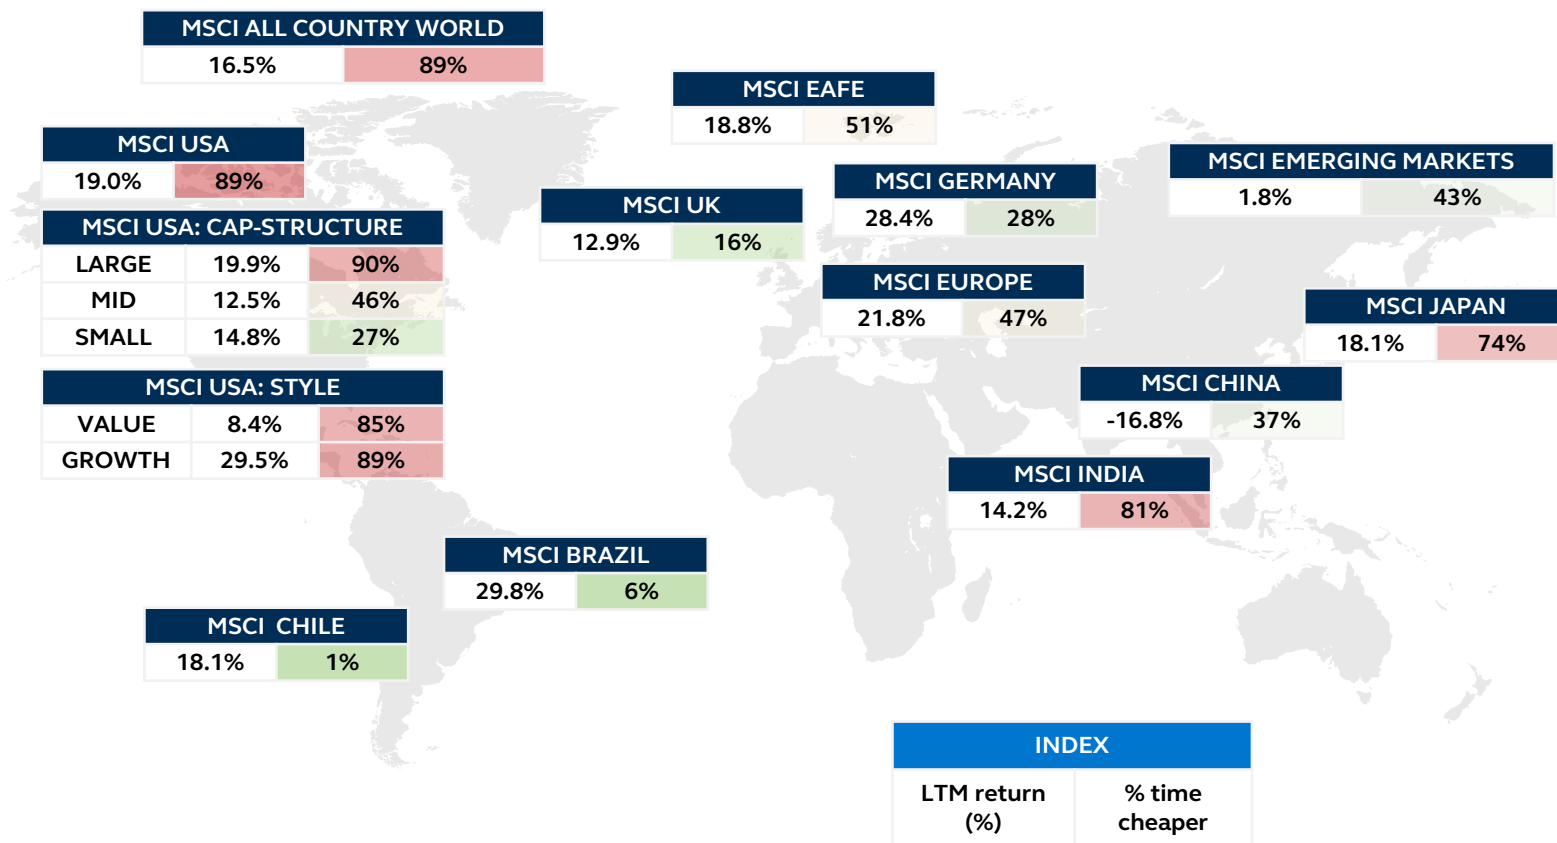 MSCI ALL COUNTRY WORLD
16.5% 89%
MSCI EAFE
18.8% 51%
MSCI USA
19.0% 89%
MSCI EMERGING MARKETS
1.8% 43%
MSCI GERMANY
28.4% 28%
MSCI UK
12.9% 16%
MSCI USA: CAP-STRUCTURE
LARGE 19.9% 90%
MID 12.5% 46%
SMALL 14.8% 27%
MSCI EUROPE
21.8% 47%
MSCI JAPAN
18.1% 74%
MSCI USA: STYLE
VALUE 8.4% 85%
GROWTH 29.5% 89%
MSCI CHINA
-16.8% 37%
MSCI INDIA
14.2% 81%
MSCI BRAZIL
29.8% 6%
MSCI CHILE
18.1% 1%
INDEX
LTM return % time
(%) cheaper